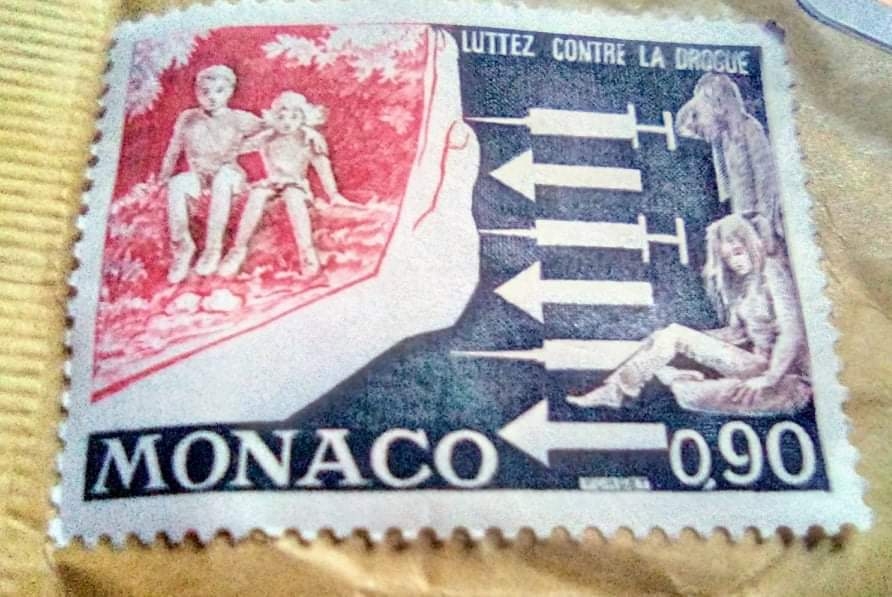 LUTTEZ CONTRE LA DROGUE
MONACO
0,90